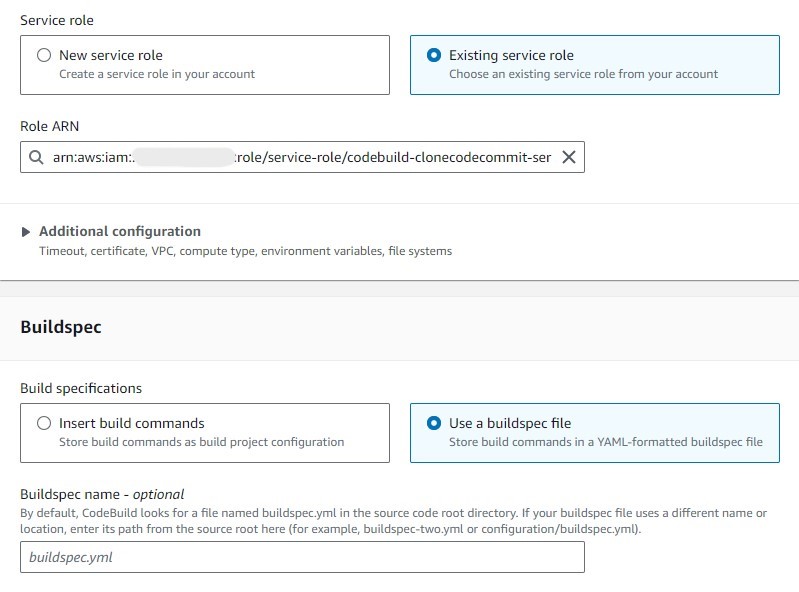 Service role
New service role
Create a service role in your account
Existing service role
Choose an existing service role from your account
Role ARN
arn:aws:iam:: :role/service-role/codebuild-clonecodecommit-ser
Additional configuration
Timeout, certificate, VPC, compute type, environment variables, file systems
Buildspec
Build specifications
Insert build commands
Store build commands as build project configuration
Use a buildspec file
Store build commands in a YAML-formatted buildspec file
Buildspec name - optional
By default, CodeBuild looks for a file named buildspec.yml in the source code root directory. If your buildspec file uses a different name or
location, enter its path from the source root here (for example, buildspec-two.yml or configuration/buildspec.yml).
buildspec.yml